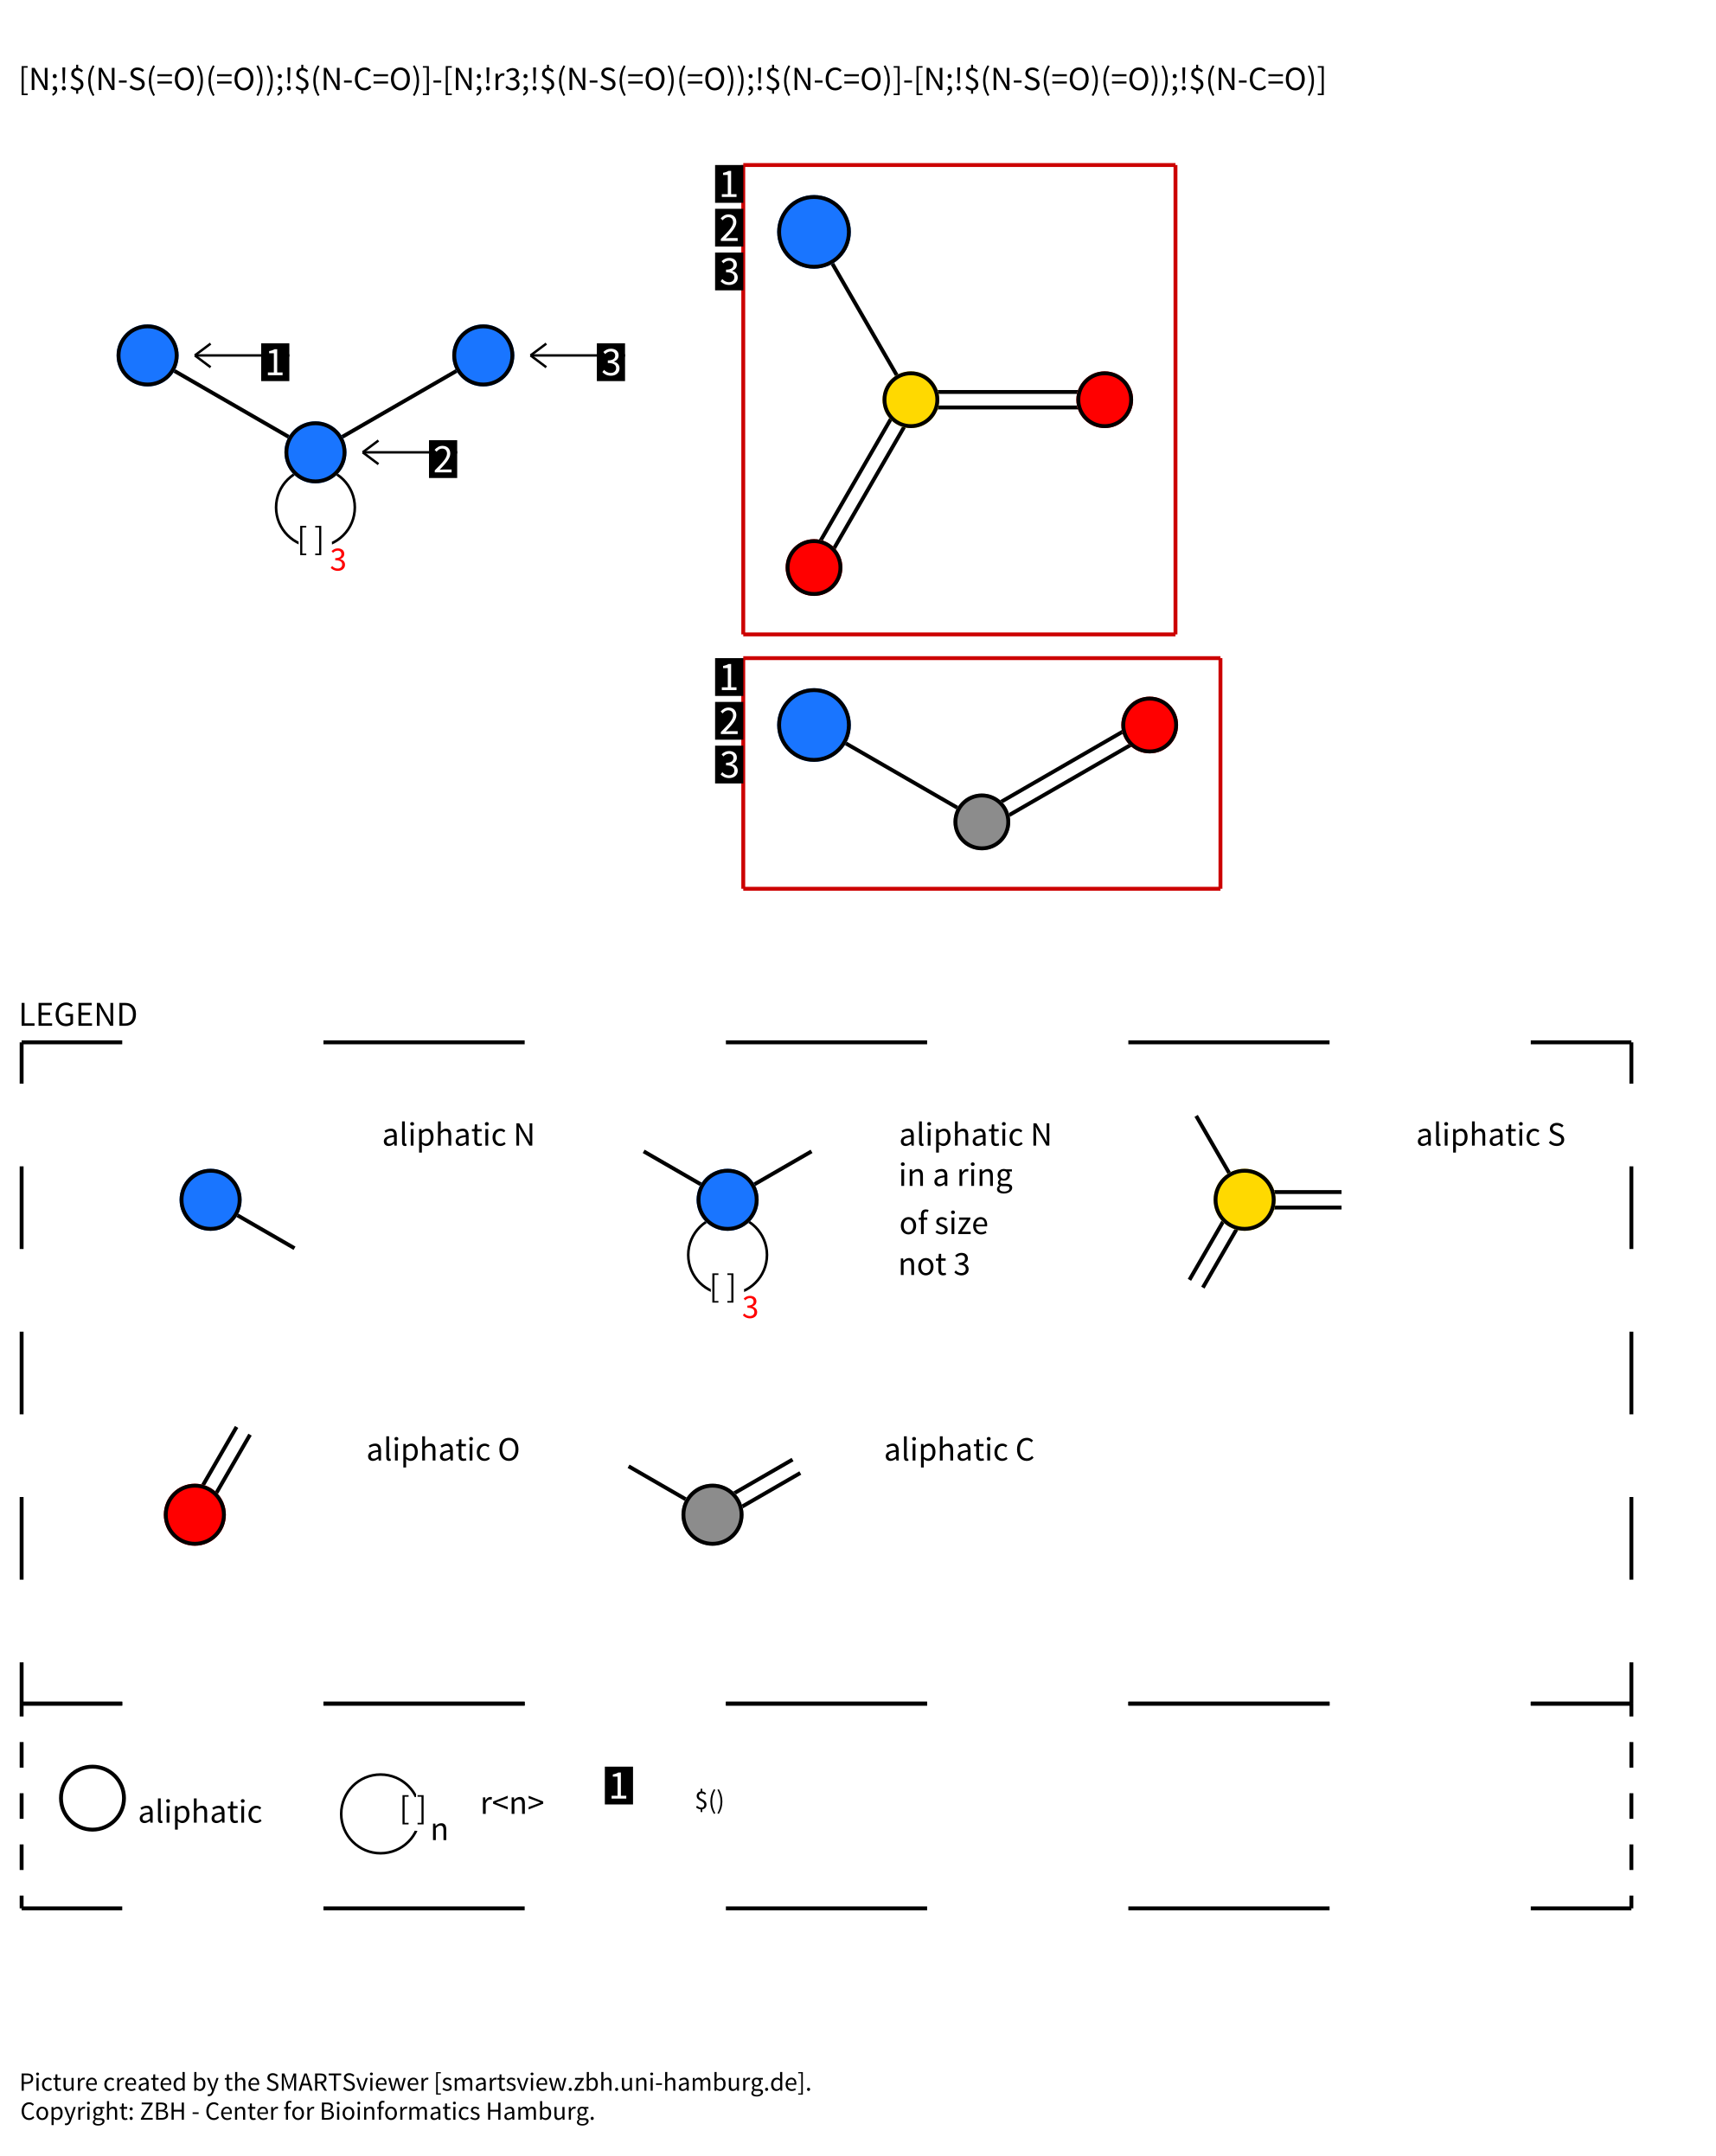 [N;!$(N-S(=O)(=O));!$(N-C=O)]-[N;!r3;!$(N-S(=O)(=O));!$(N-C=O)]-[N;!$(N-S(=O)(=O));!$(N-C=O)]
1
2
3
1
3
2
[ ]3
1
2
3
LEGEND
aliphatic N
aliphatic N
in a ring
of size
not 3
[ ]3
aliphatic S
aliphatic O
aliphatic C
aliphatic
[ ]n
r<n>
1
$()
Picture created by the SMARTSviewer [smartsview.zbh.uni-hamburg.de].
Copyright: ZBH - Center for Bioinformatics Hamburg.